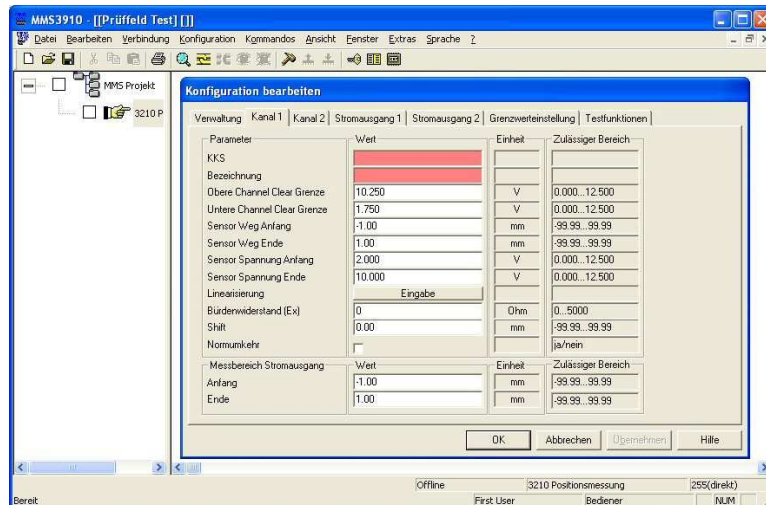 MMS3910 - [[Prüffeld Test] []]
Datei Bearbeiten Verbindung Konfiguration Kommandos Ansicht Fenster Extras Sprache ?
MMS Projekt
3210 P
Konfiguration bearbeiten
Verwaltung Kanal 1 Kanal 2 Stromausgang 1 Stromausgang 2 Grenzwerteinstellung Testfunktionen
Parameter Wert Einheit Zulässiger Bereich
KKS
Bezeichnung
Obere Channel Clear Grenze 10.250 V 0.000...12.500
Untere Channel Clear Grenze 1.750 V 0.000...12.500
Sensor Weg Anfang -1.00 mm -99.99...99.99
Sensor Weg Ende 1.00 mm -99.99...99.99
Sensor Spannung Anfang 2.000 V 0.000...12.500
Sensor Spannung Ende 10.000 V 0.000...12.500
Linearisierung Eingabe
Bürdenwiderstand (Ex) 0 Ohm 0...5000
Shift 0.00 mm -99.99...99.99
Normumkehr ja/nein
Messbereich Stromausgang Wert Einheit Zulässiger Bereich
Anfang -1.00 mm -99.99...99.99
Ende 1.00 mm -99.99...99.99
OK Abbrechen Übernehmen Hilfe
Offline 3210 Positionsmessung 255(direkt)
Bereit First User Bediener NUM